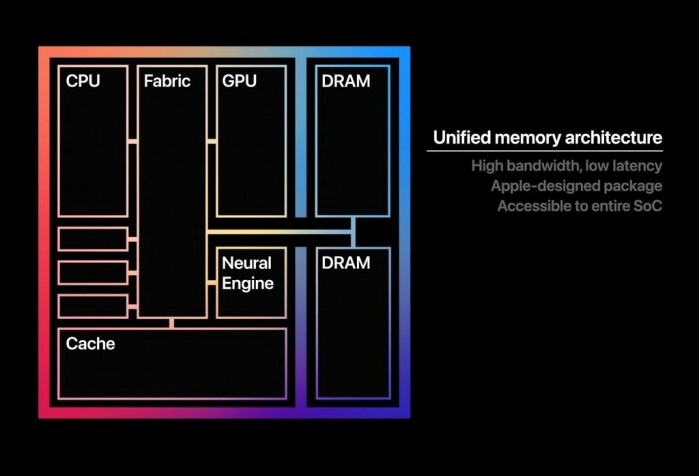 CPU
Fabric
GPU
DRAM
Unified memory architecture
High bandwidth, low latency
Apple-designed package
Accessible to entire SoC
Neural
Engine
DRAM
Cache